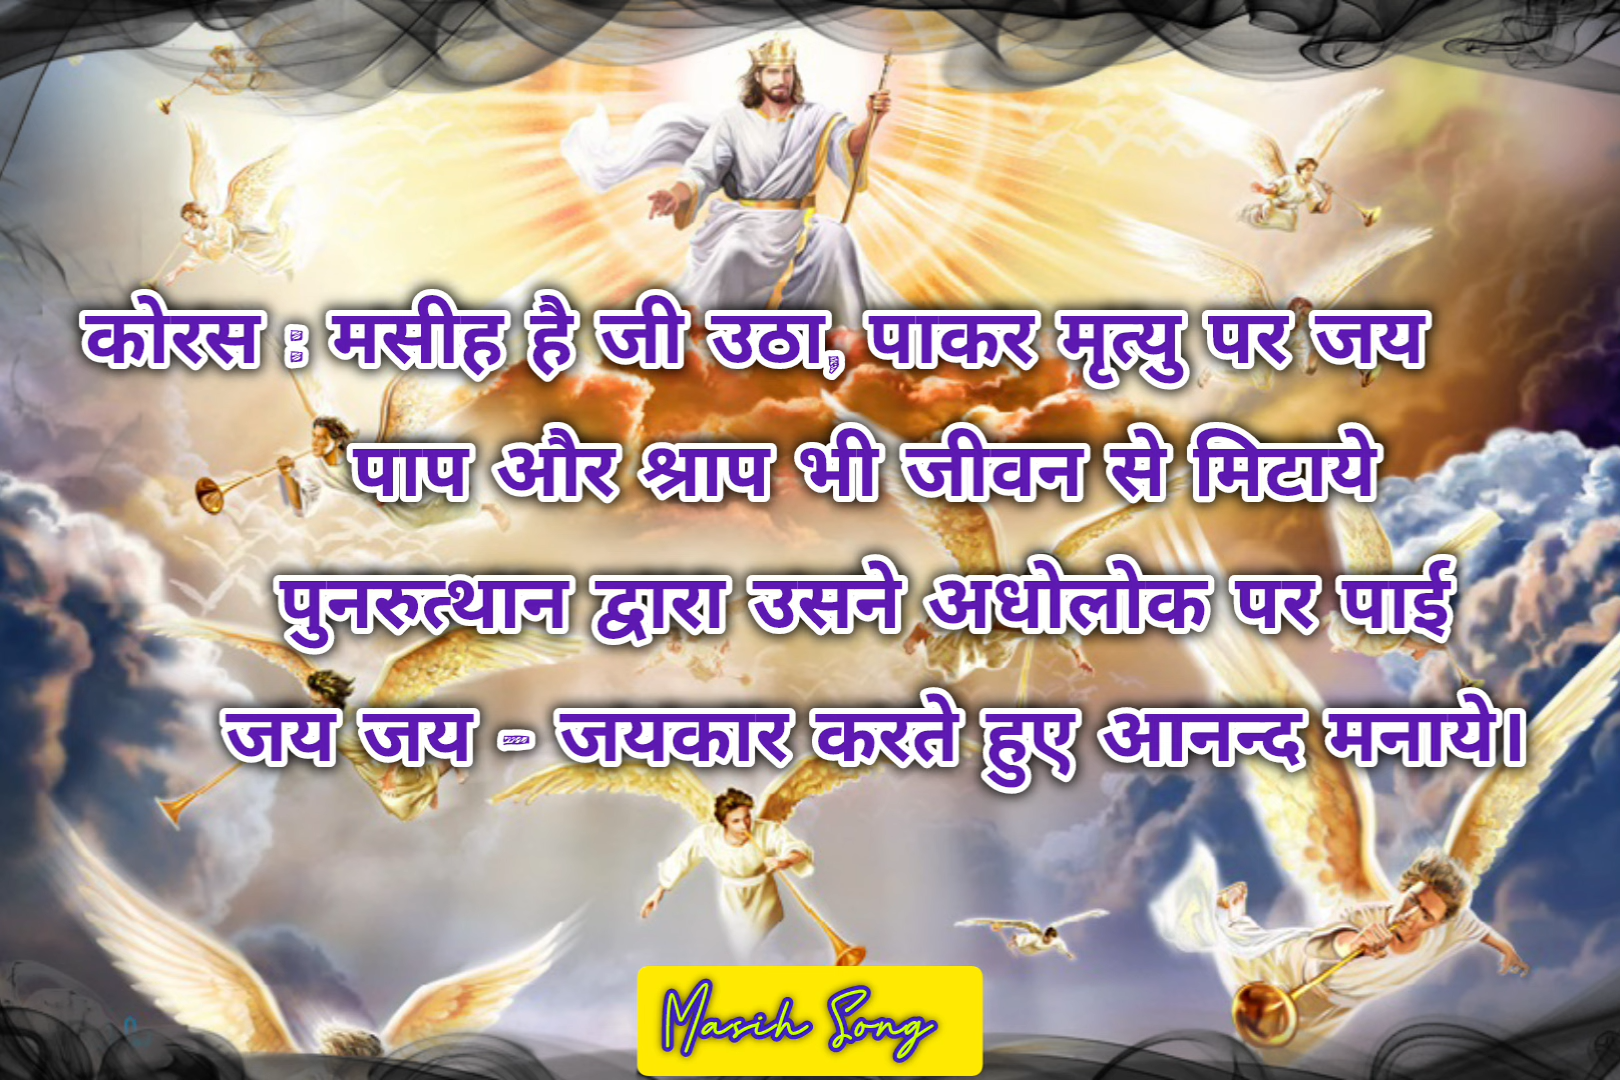 कोरस : मसीह है जी उठा, पाकर मृत्यु पर जय
पाप और श्राप भी जीवन से मिटाये
पुनरुत्थान द्वारा उसने अधोलोक पर पाई
जय जय - जयकार करते हुए आनन्द मनाये।
Masih Song